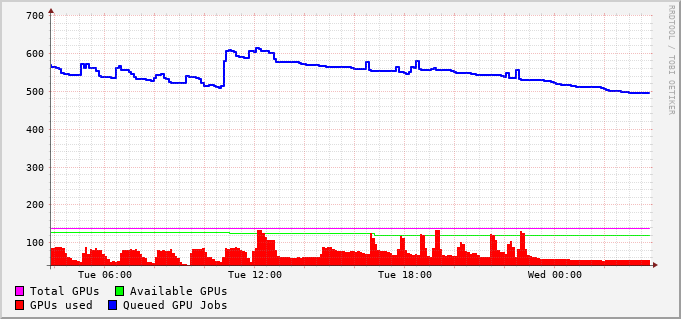 700
600
500
400
300
200
100
Tue 06:00 Tue 12:00 Tue 18:00 Wed 00:00
Total GPUs Available GPUs
GPUs used Queued GPU Jobs
RRDTOOL / TOBI OETIKER